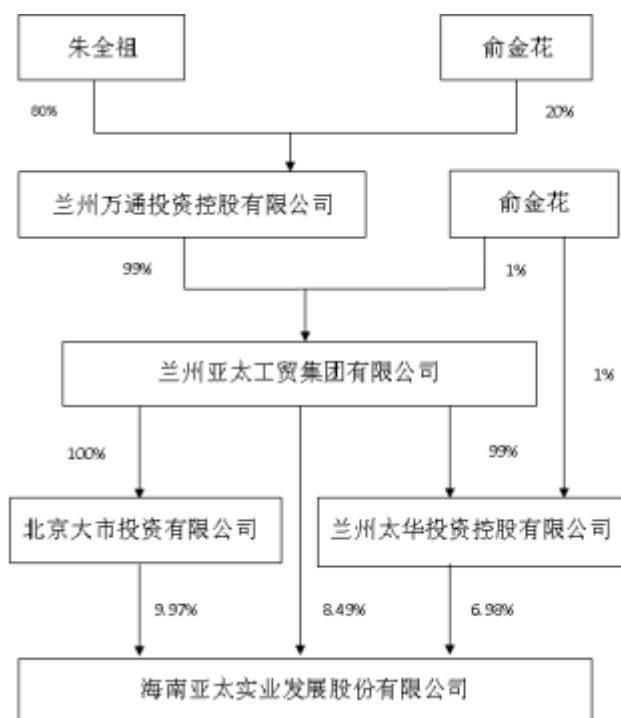 朱全祖
俞金花
80%
20%
兰州万通投资控股有限公司
俞金花
99%
1%
兰州亚太工贸集团有限公司
1%
100%
99%
北京大市投资有限公司
兰州太华投资控股有限公司
9.97%
8.49%
6.98%
海南亚太实业发展股份有限公司